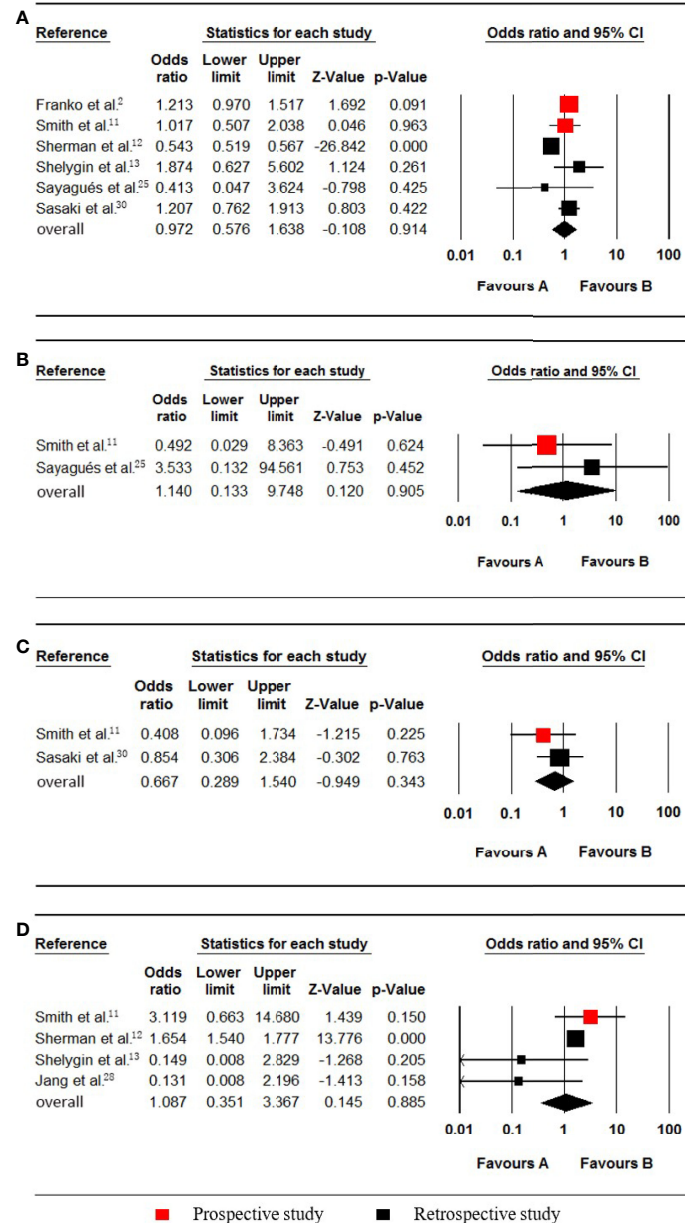 A
Reference Statistics for each study Odds ratio and 95% CI
Odds ratio Lower limit Upper limit Z-Value p-Value
Franko et al.2 1.213 0.970 1.517 1.692 0.091
Smith et al.11 1.017 0.507 2.038 0.046 0.963
Sherman et al.12 0.543 0.519 0.567 -26.842 0.000
Shelygin et al.13 1.874 0.627 5.602 1.124 0.261
Sayagués et al.25 0.413 0.047 3.624 -0.798 0.425
Sasaki et al.30 1.207 0.762 1.913 0.803 0.422
overall 0.972 0.576 1.638 -0.108 0.914
0.01 0.1 1 10 100
Favours A Favours B
B
Reference Statistics for each study Odds ratio and 95% CI
Odds ratio Lower limit Upper limit Z-Value p-Value
Smith et al.11 0.492 0.029 8.363 -0.491 0.624
Sayagués et al.25 3.533 0.132 94.561 0.753 0.452
overall 1.140 0.133 9.748 0.120 0.905
0.01 0.1 1 10 100
Favours A Favours B
C
Reference Statistics for each study Odds ratio and 95% CI
Odds ratio Lower limit Upper limit Z-Value p-Value
Smith et al.11 0.408 0.096 1.734 -1.215 0.225
Sasaki et al.30 0.854 0.306 2.384 -0.302 0.763
overall 0.667 0.289 1.540 -0.949 0.343
0.01 0.1 1 10 100
Favours A Favours B
D
Reference Statistics for each study Odds ratio and 95% CI
Odds ratio Lower limit Upper limit Z-Value p-Value
Smith et al.11 3.119 0.663 14.680 1.439 0.150
Sherman et al.12 1.654 1.540 1.777 13.776 0.000
Shelygin et al.13 0.149 0.008 2.829 -1.268 0.205
Jang et al.28 0.131 0.008 2.196 -1.413 0.158
overall 1.087 0.351 3.367 0.145 0.885
0.01 0.1 1 10 100
Favours A Favours B
Prospective study Retrospective study